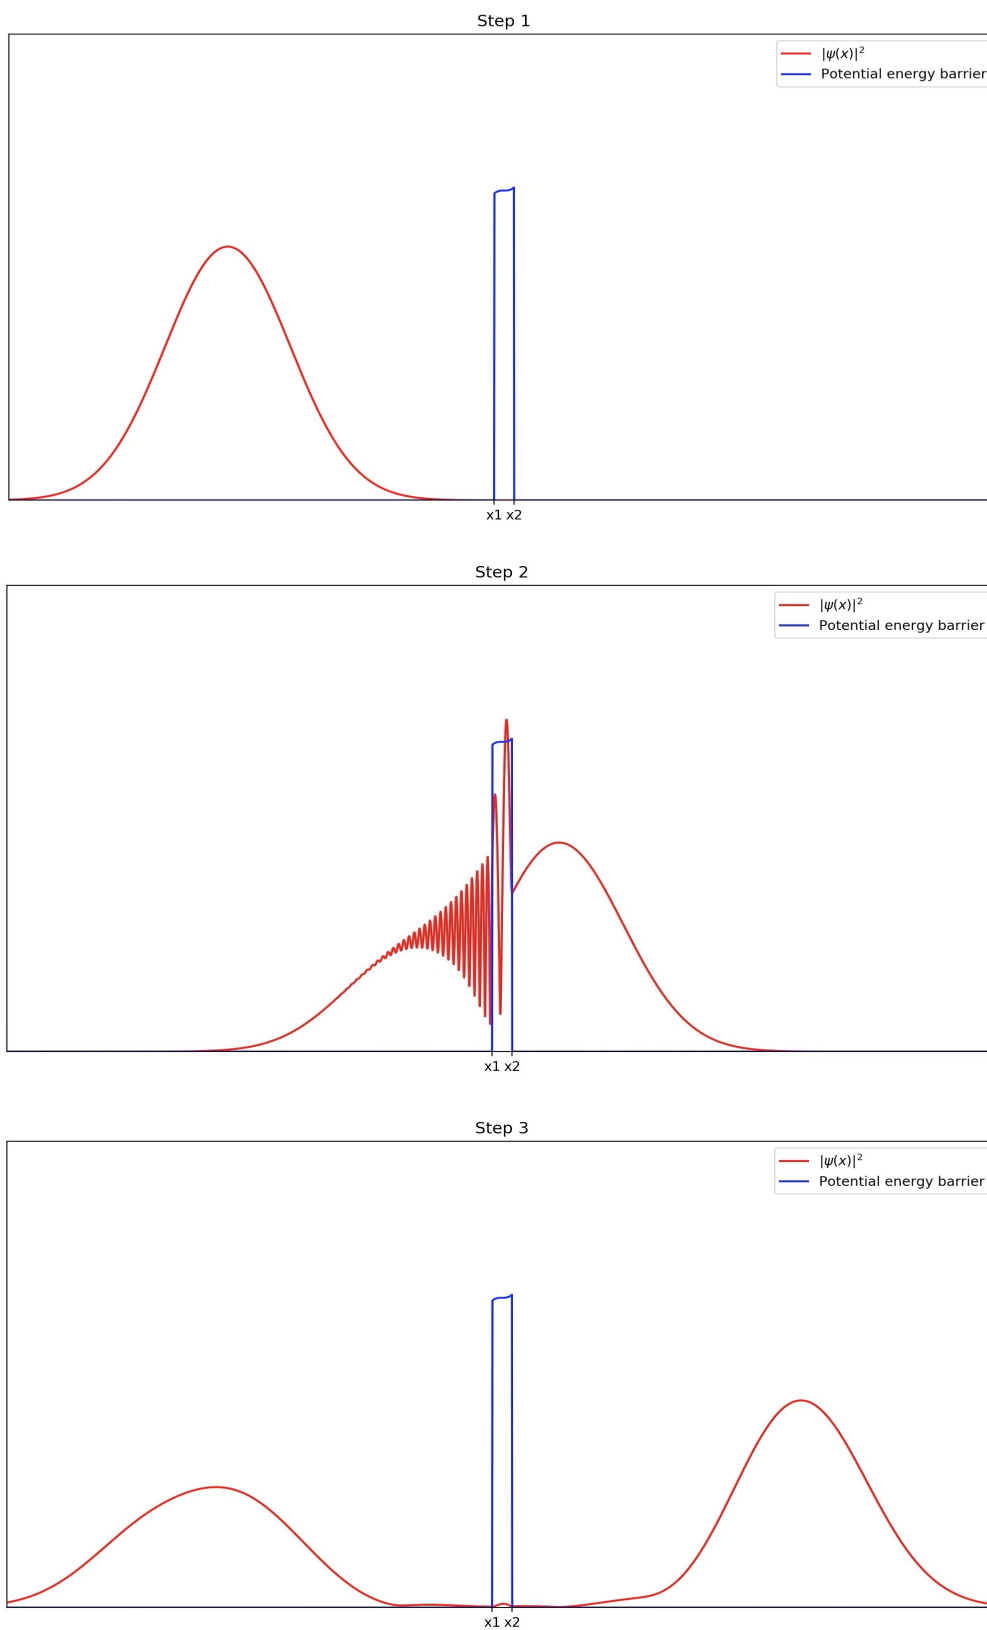 Step 1
|ψ(x)|²
Potential energy barrier
x1 x2
Step 2
|ψ(x)|²
Potential energy barrier
x1 x2
Step 3
|ψ(x)|²
Potential energy barrier
x1 x2